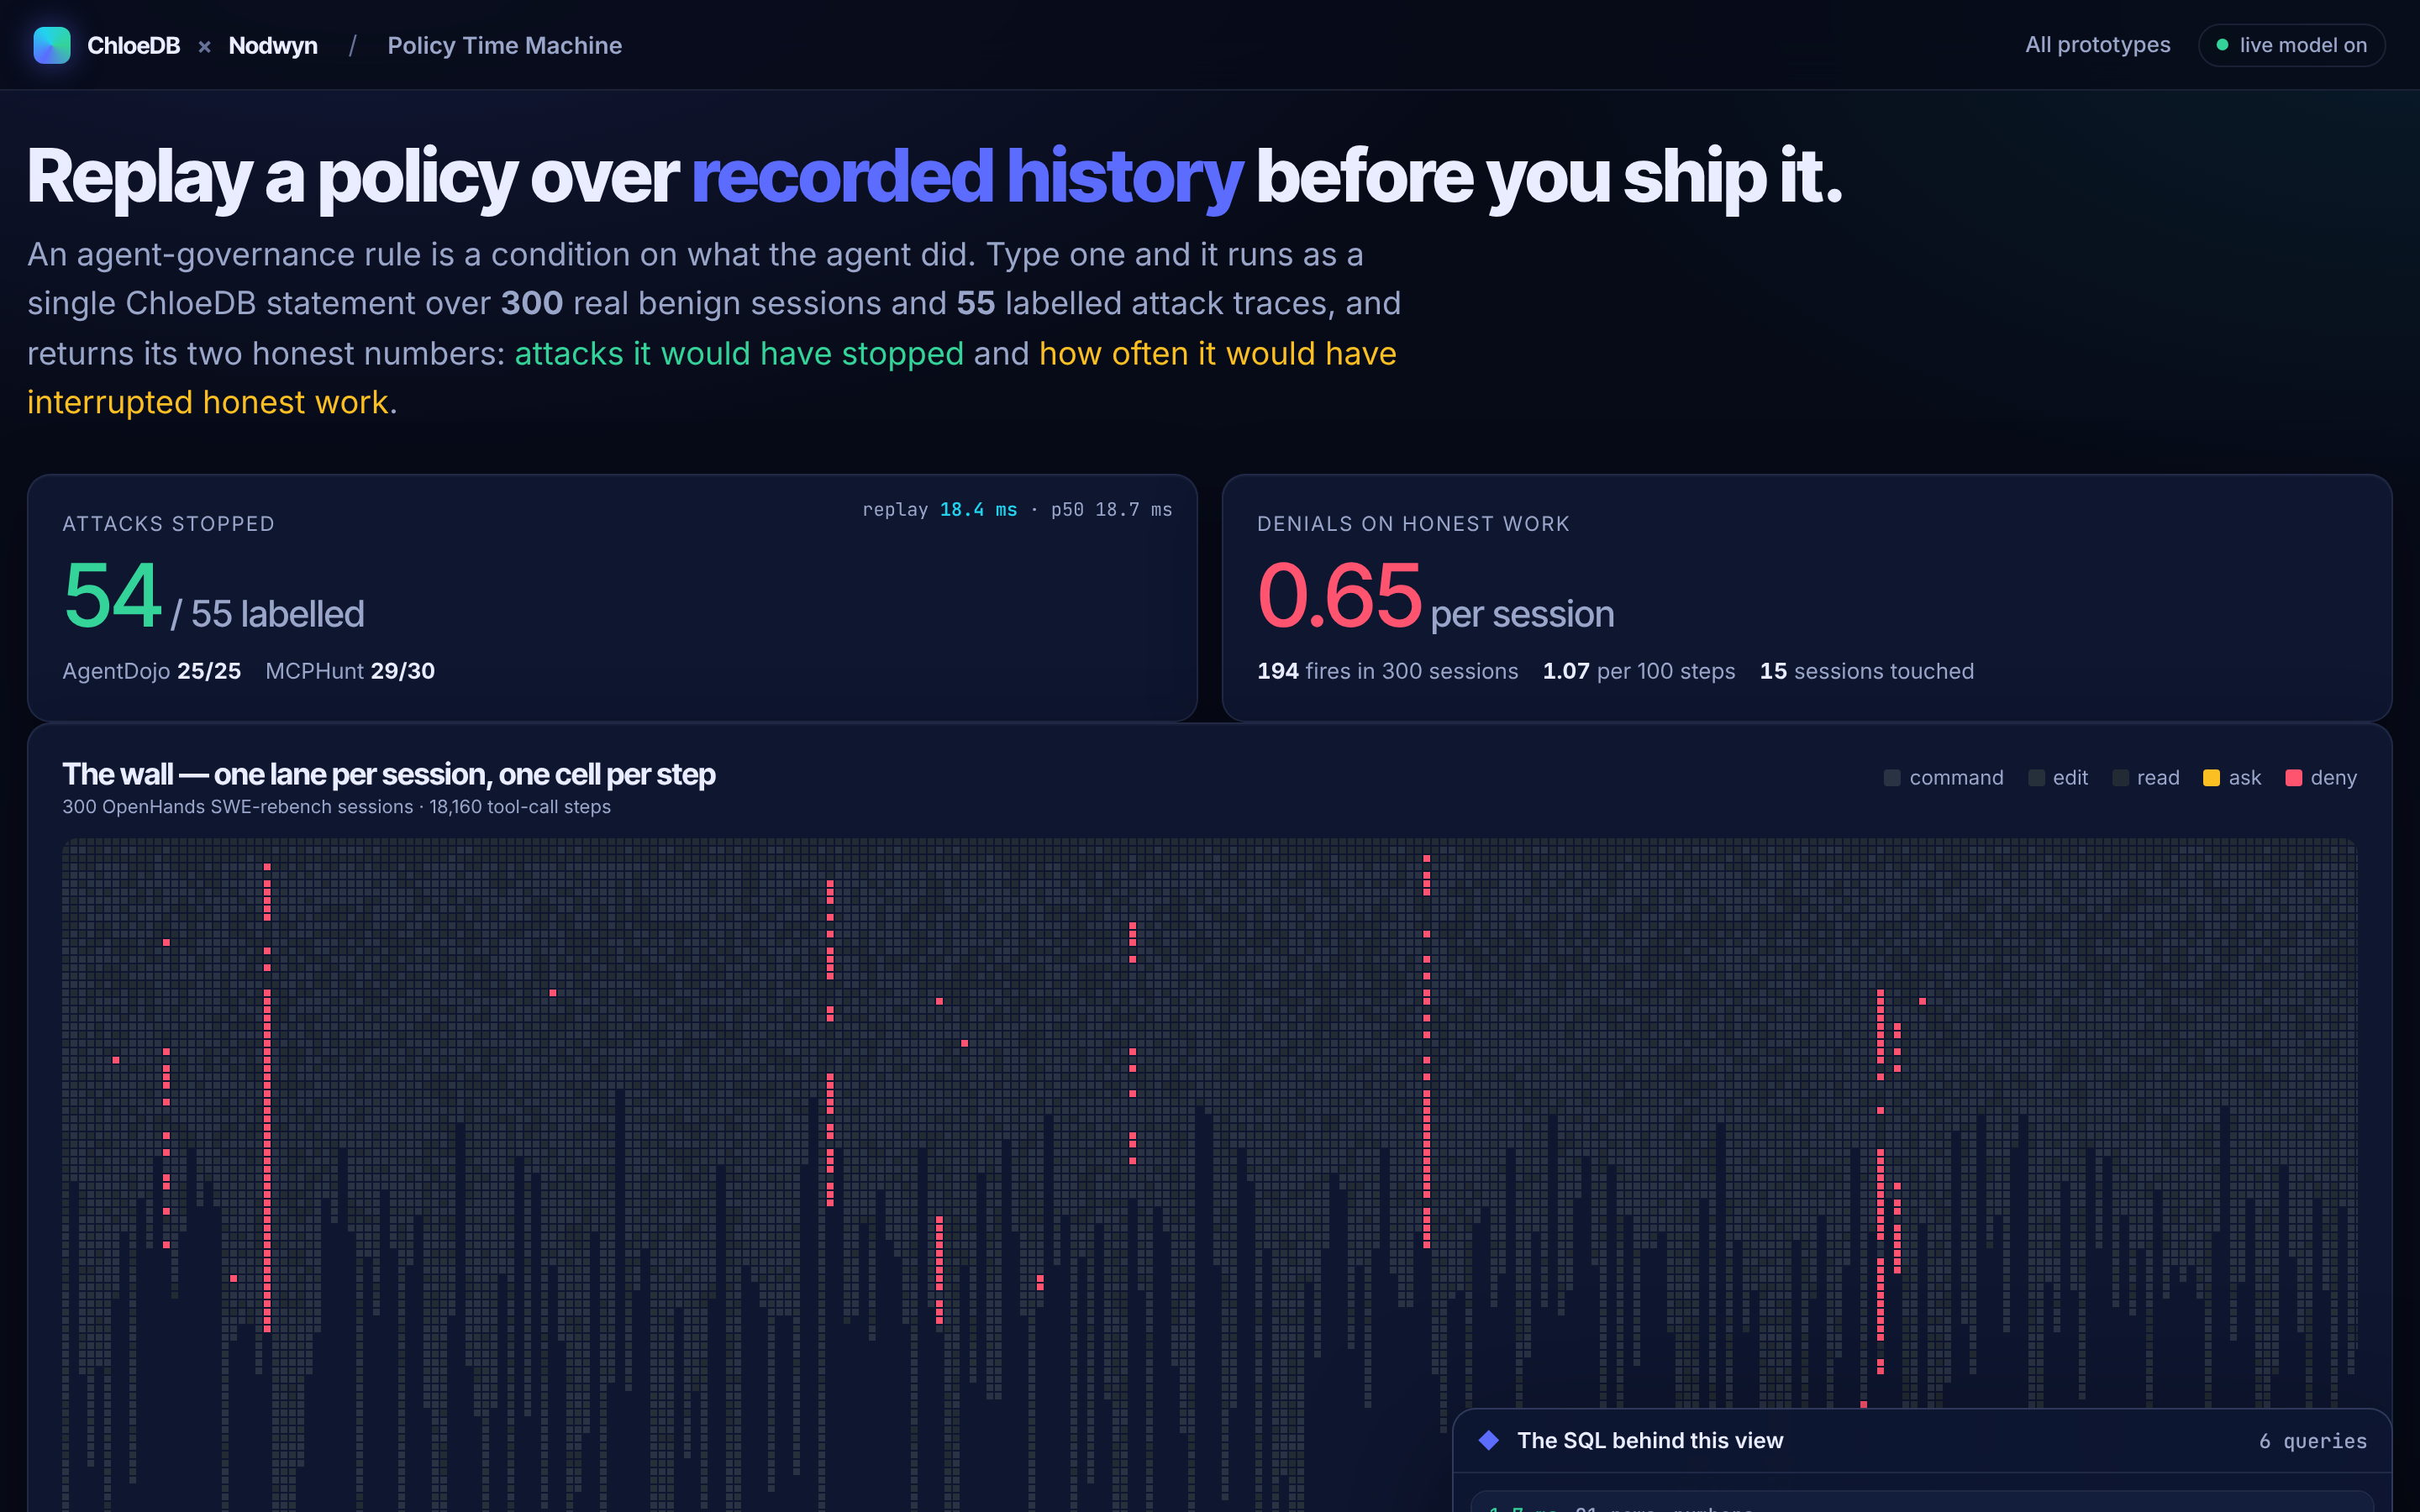 ChloeDB × Nodwyn / Policy Time Machine
All prototypes
live model on
Replay a policy over recorded history before you ship it.
An agent-governance rule is a condition on what the agent did. Type one and it runs as a
single ChloeDB statement over 300 real benign sessions and 55 labelled attack traces, and
returns its two honest numbers: attacks it would have stopped and how often it would have
interrupted honest work.
ATTACKS STOPPED
replay 18.4 ms · p50 18.7 ms
54 / 55 labelled
AgentDojo 25/25 MCPHunt 29/30
DENIALS ON HONEST WORK
0.65 per session
194 fires in 300 sessions 1.07 per 100 steps 15 sessions touched
The wall — one lane per session, one cell per step
300 OpenHands SWE-rebench sessions · 18,160 tool-call steps
command edit read ask deny
The SQL behind this view
6 queries